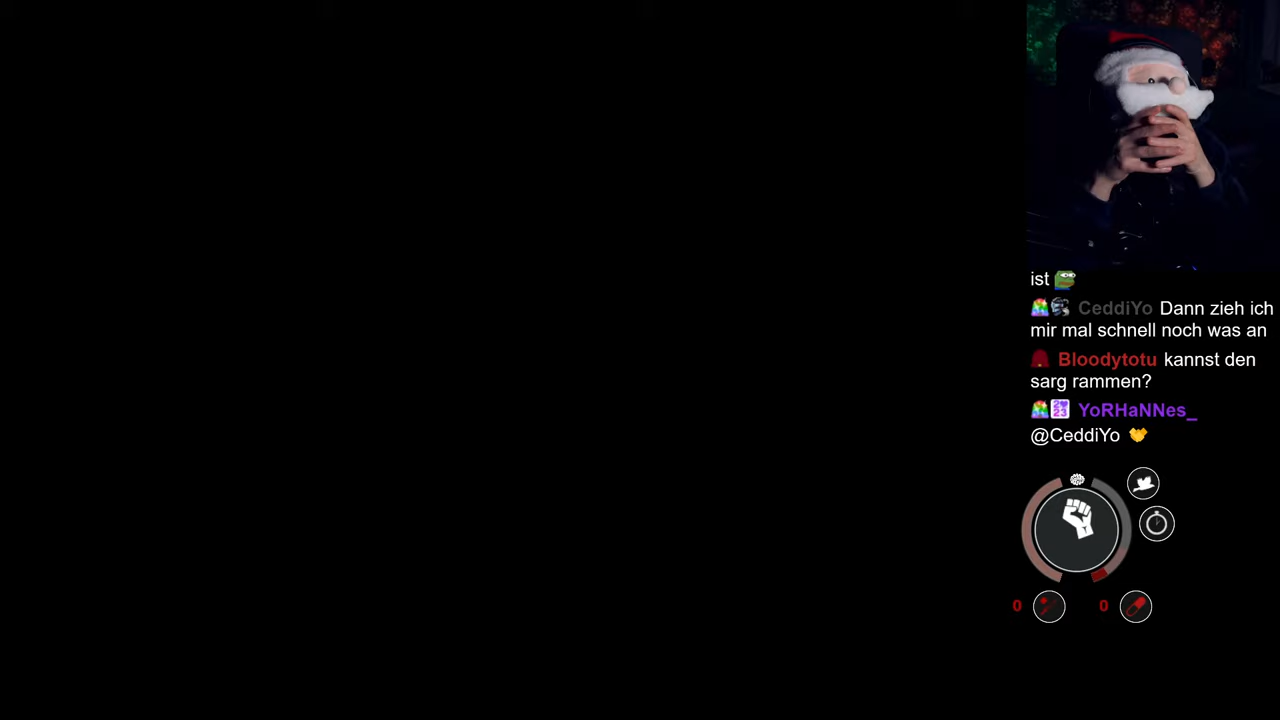 ist
CeddiYo Dann zieh ich
mir mal schnell noch was an
Bloodytotu kannst den
sarg rammen?
YoRHaNNes_
@CeddiYo
0 0